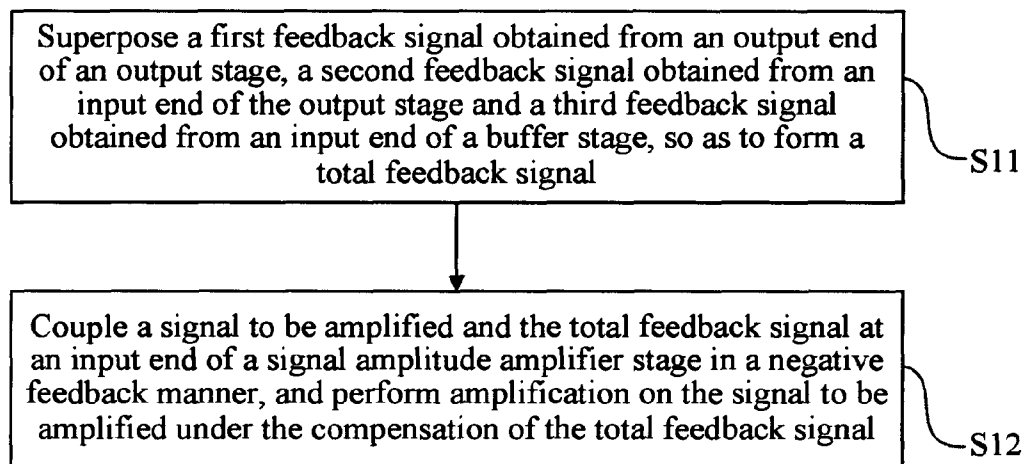 Superpose a first feedback signal obtained from an output end
of an output stage, a second feedback signal obtained from an
input end of the output stage and a third feedback signal
obtained from an input end of a buffer stage, so as to form a
total feedback signal
S11
Couple a signal to be amplified and the total feedback signal at
an input end of a signal amplitude amplifier stage in a negative
feedback manner, and perform amplification on the signal to be
amplified under the compensation of the total feedback signal
S12